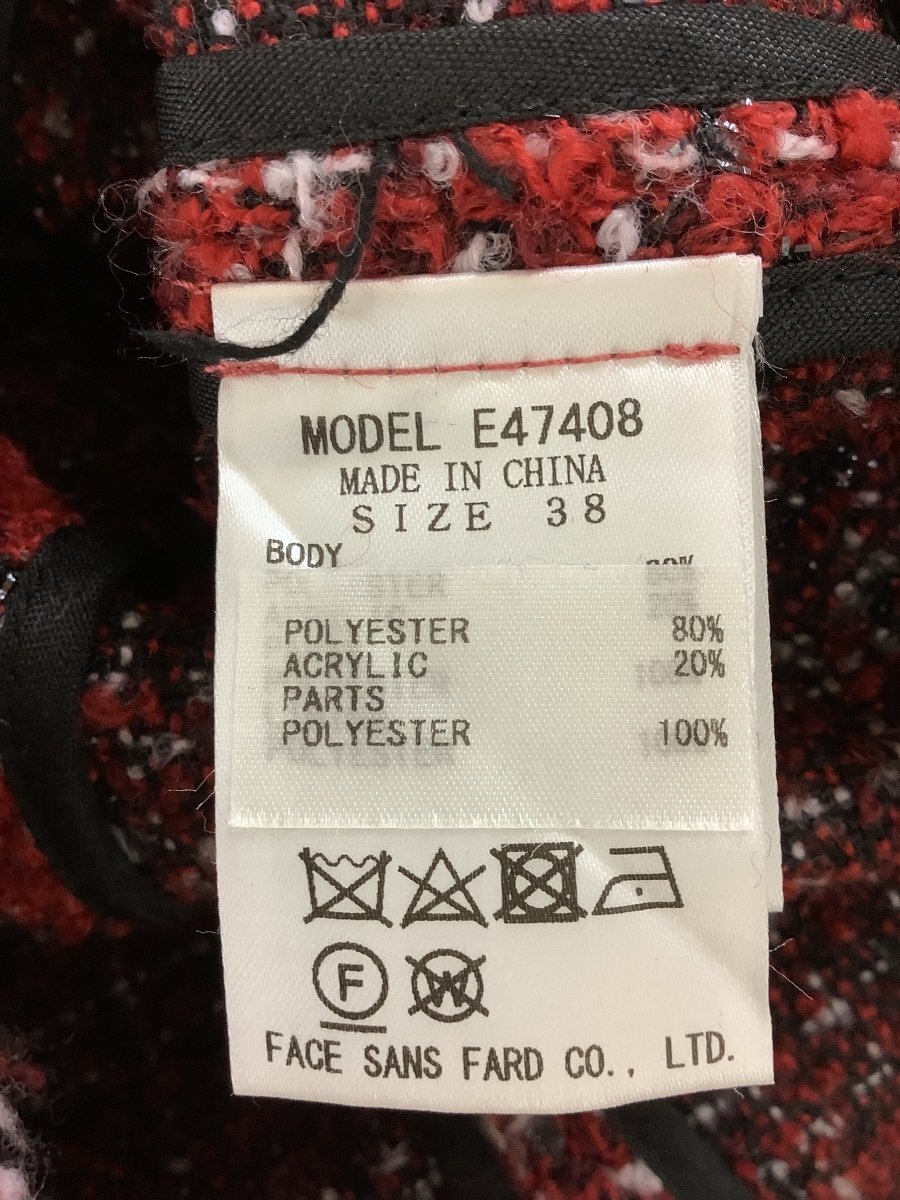 MODEL E47408
MADE IN CHINA
SIZE 38
BODY
POLYESTER 80%
ACRYLIC 20%
PARTS
POLYESTER 100%
F
W
FACE SANS FARD CO., LTD.